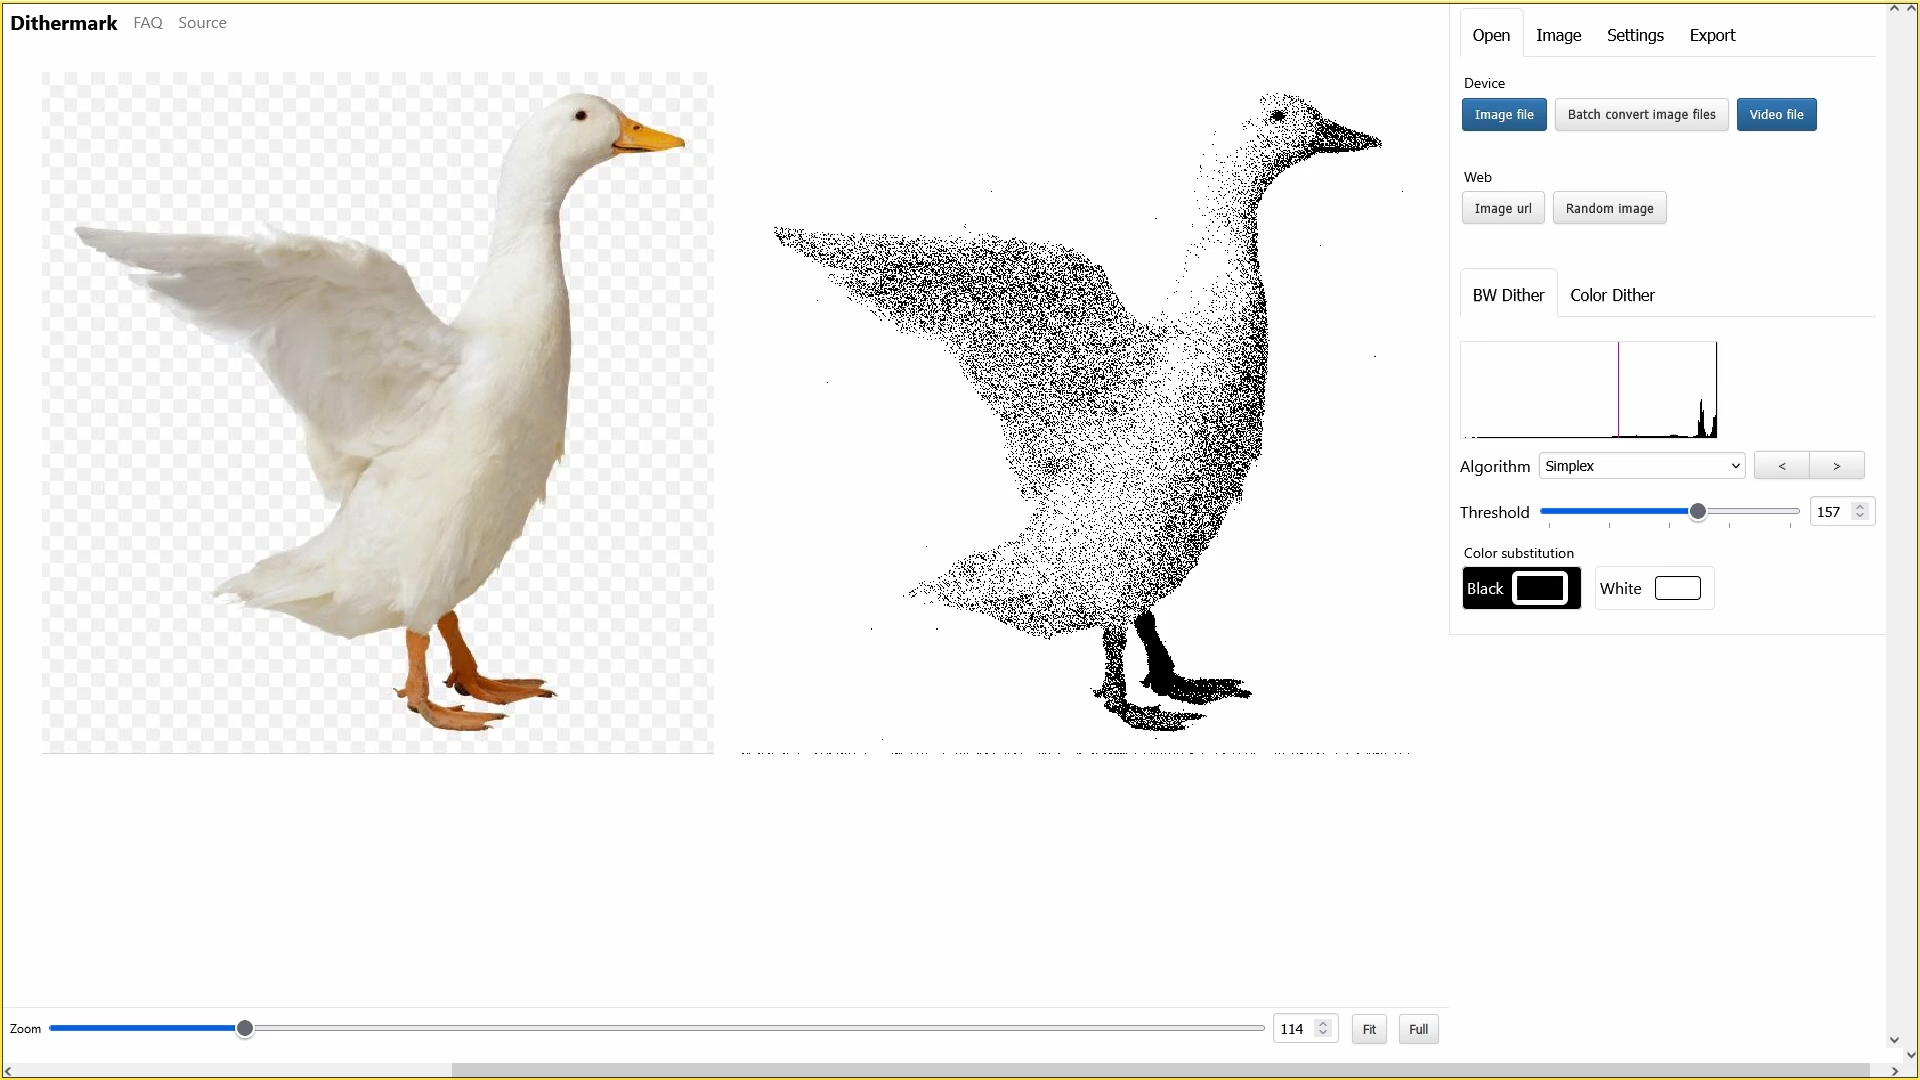 Dithermark FAQ Source
Open Image Settings Export
Device
Image file Batch convert image files Video file
Web
Image url Random image
BW Dither Color Dither
Algorithm Simplex < >
Threshold 157
Color substitution
Black White
Zoom 114 Fit Full